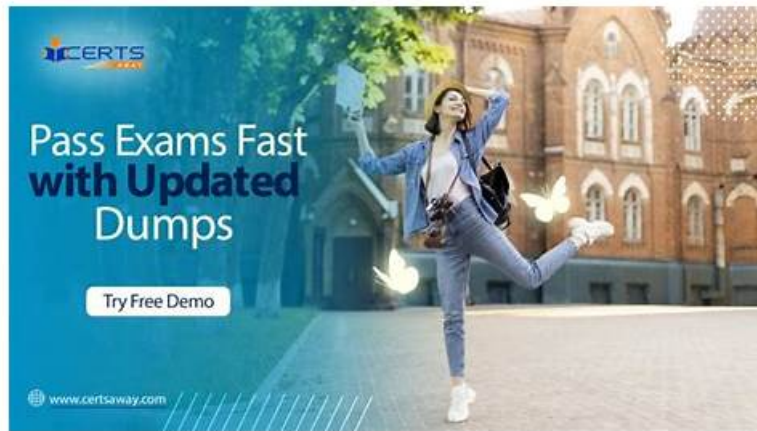 CERTS
AWAY
Pass Exams Fast
with Updated
Dumps
Try Free Demo
www.certsaway.com